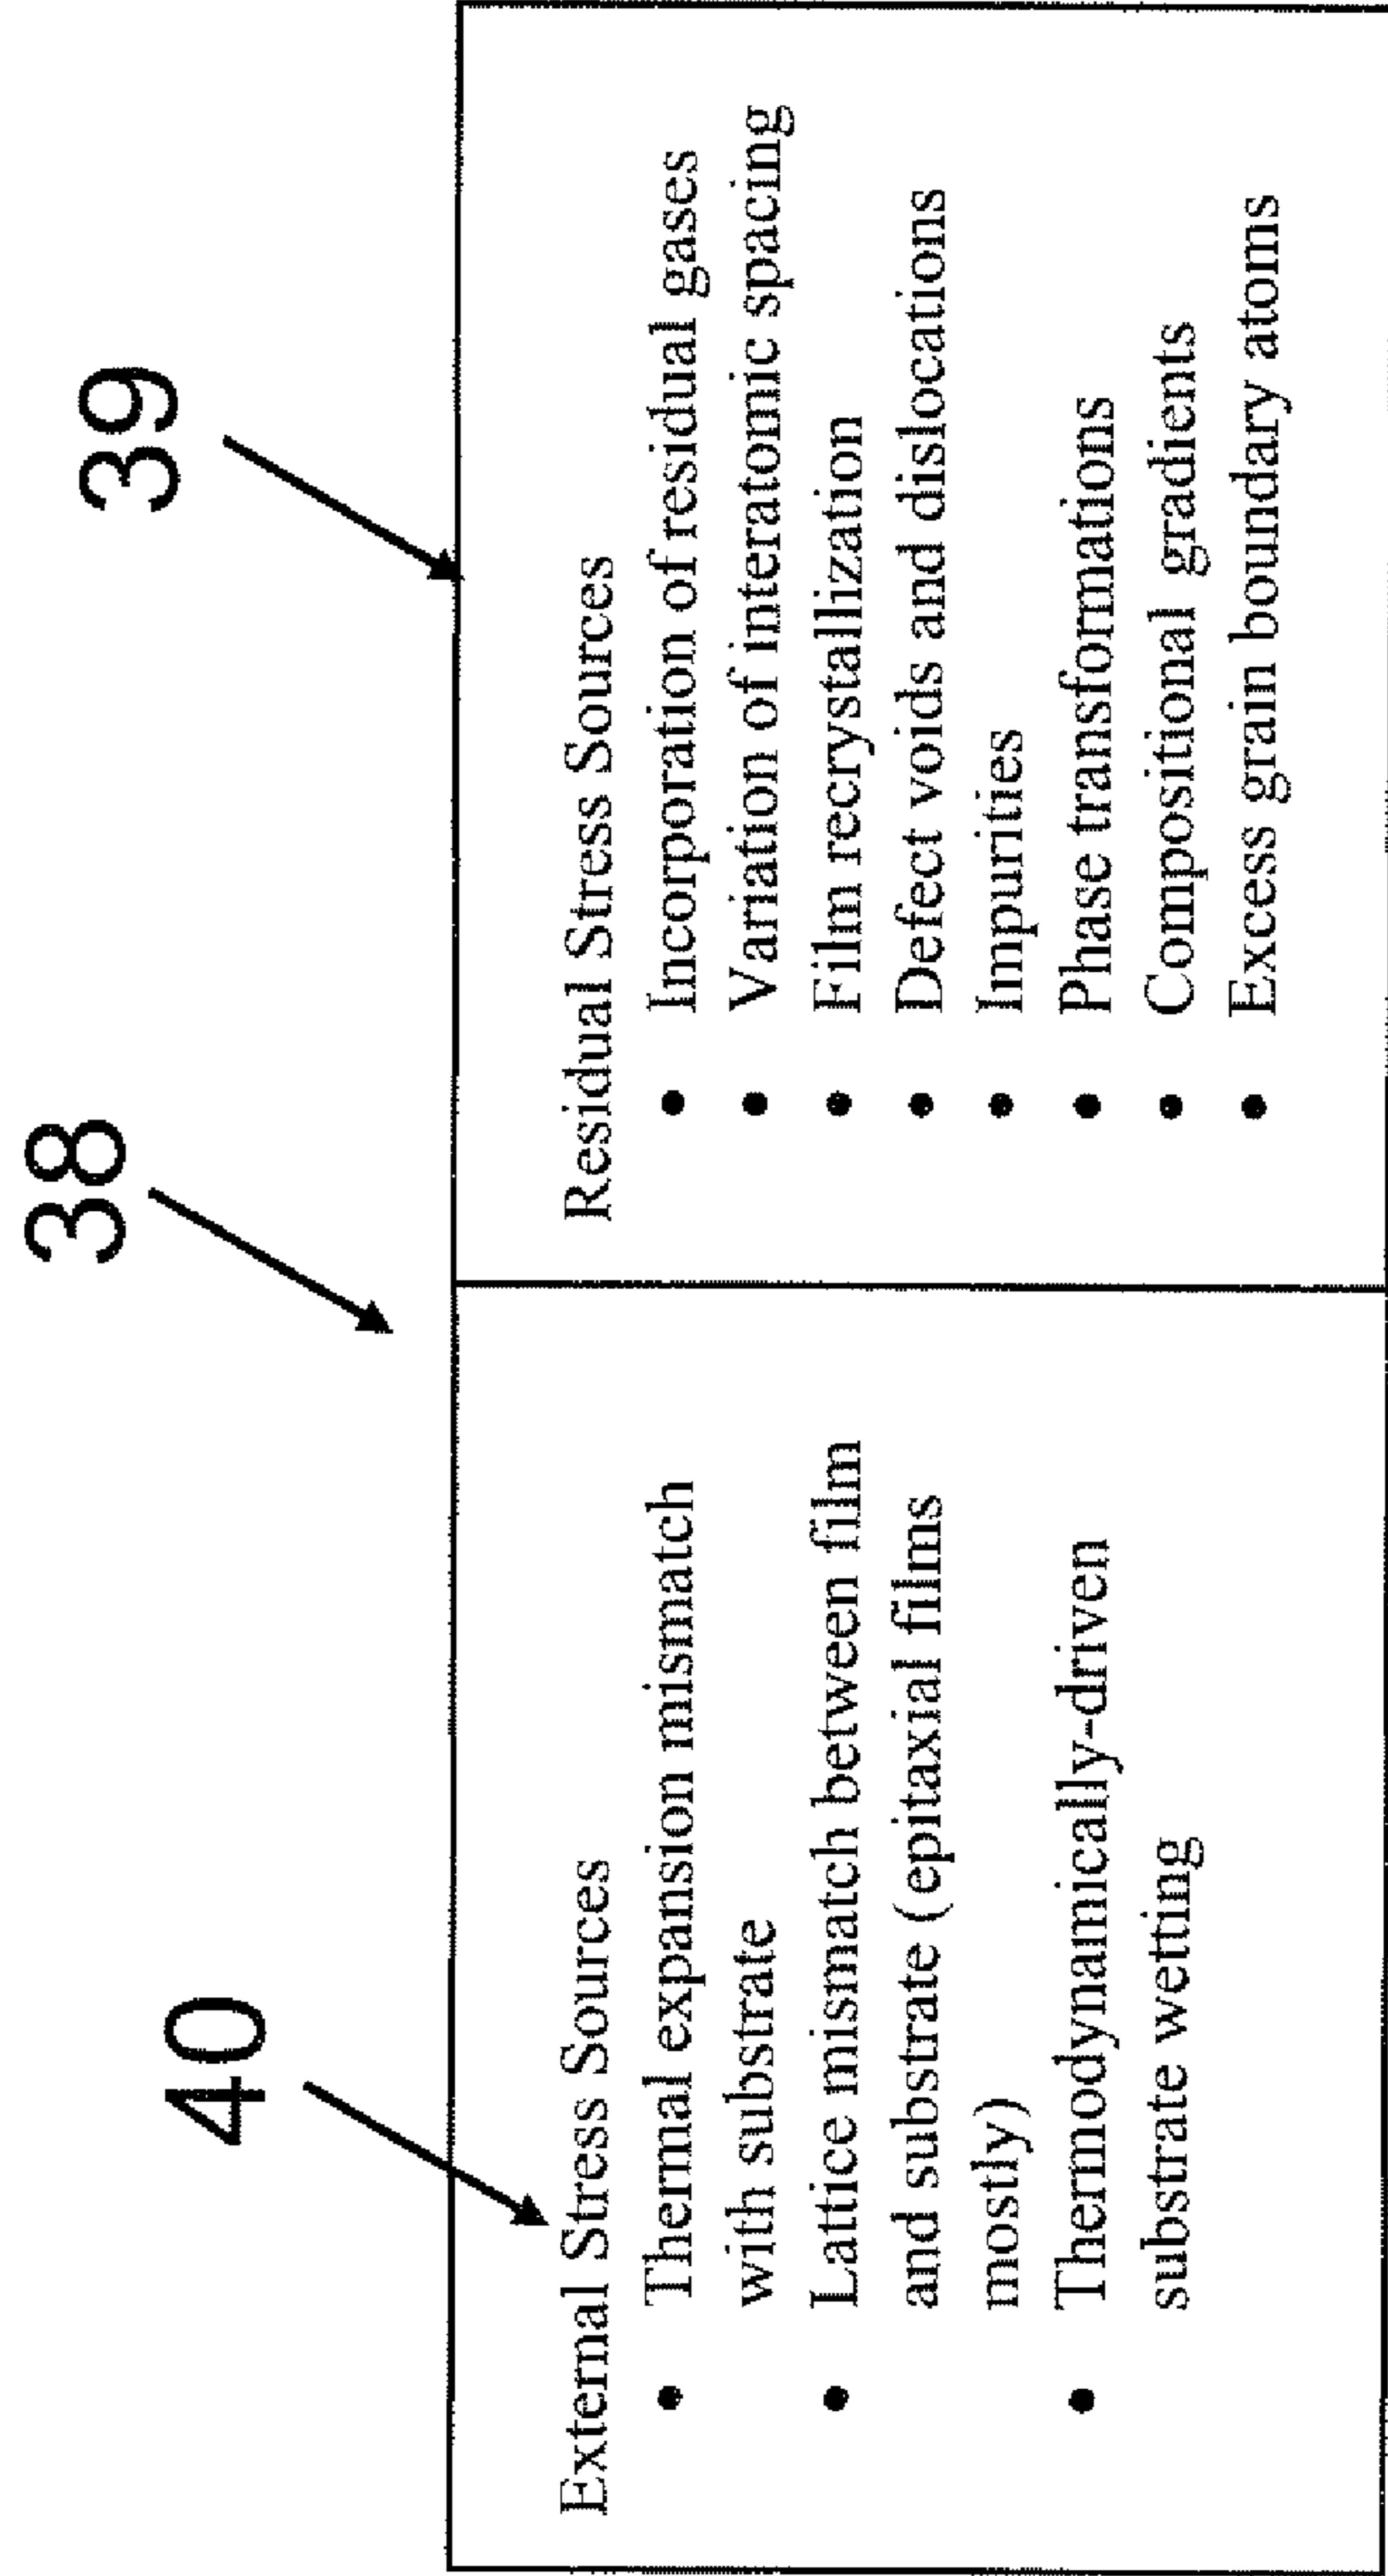 38
40
39
External Stress Sources
• Thermal expansion mismatch
with substrate
• Lattice mismatch between film
and substrate (epitaxial films
mostly)
• Thermodynamically-driven
substrate wetting
Residual Stress Sources
• Incorporation of residual gases
• Variation of interatomic spacing
• Film recrystallization
• Defect voids and dislocations
• Impurities
• Phase transformations
• Compositional gradients
• Excess grain boundary atoms